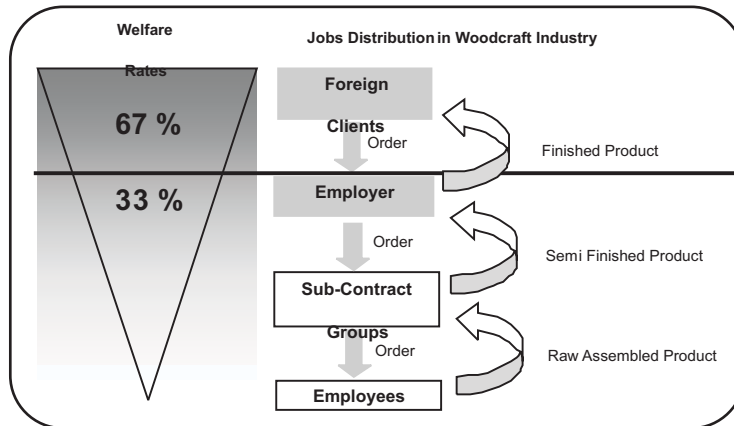 Welfare
Rates
Jobs Distribution in Woodcraft Industry
67 %
Foreign
Clients
Order
Finished Product
33 %
Employer
Order
Semi Finished Product
Sub-Contract
Groups
Order
Raw Assembled Product
Employees